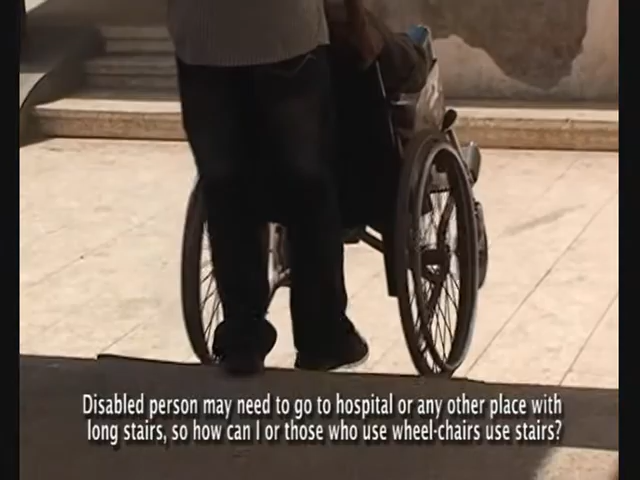 Disabled person may need to go to hospital or any other place with
long stairs, so how can I or those who use wheel-chairs use stairs?